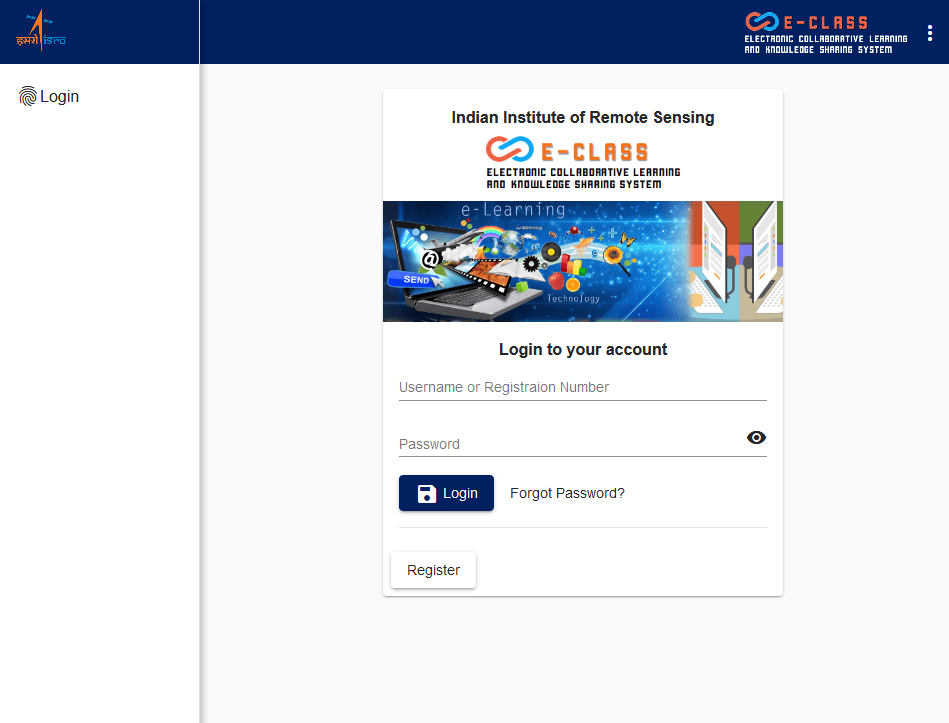 इसरो isro
E-CLASS
ELECTRONIC COLLABORATIVE LEARNING
AND KNOWLEDGE SHARING SYSTEM
Login
Indian Institute of Remote Sensing
E-CLASS
ELECTRONIC COLLABORATIVE LEARNING
AND KNOWLEDGE SHARING SYSTEM
e-Learning
@
SEND
Technology
Login to your account
Username or Registraion Number
Password
Login
Forgot Password?
Register